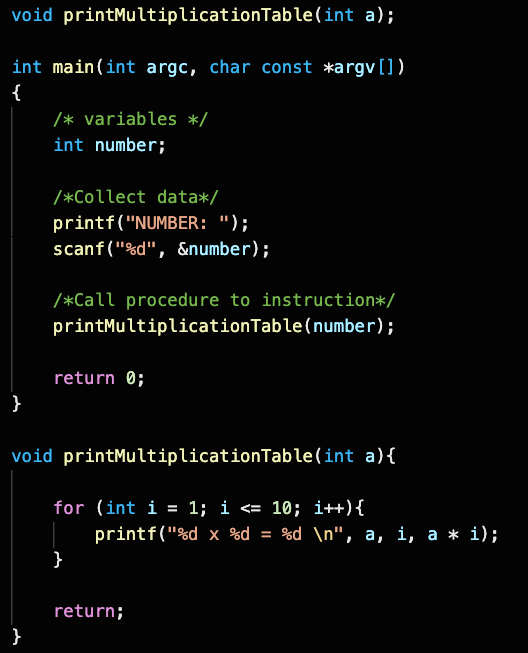 void printMultiplicationTable(int a);
int main(int argc, char const *argv[])
{
/* variables */
int number;
/*Collect data*/
printf("NUMBER: ");
scanf("%d", &number);
/*Call procedure to instruction*/
printMultiplicationTable(number);
return 0;
}
void printMultiplicationTable(int a){
for (int i = 1; i <= 10; i++){
printf("%d x %d = %d \n", a, i, a * i);
}
return;
}